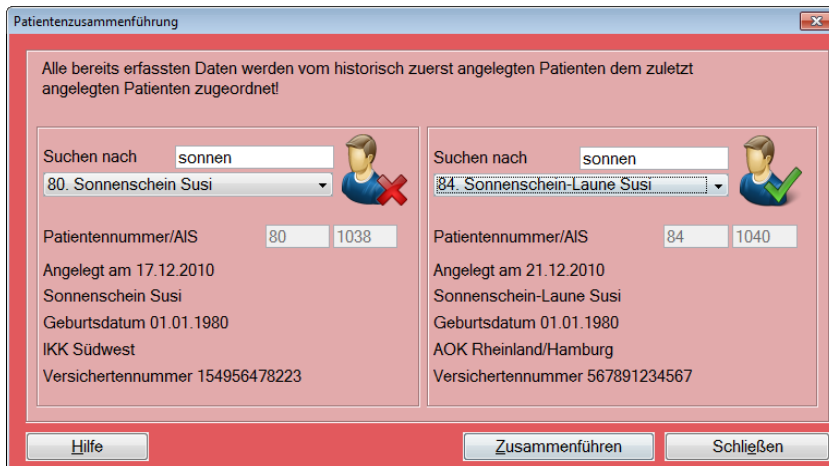 Patientenzusammenführung
Alle bereits erfassten Daten werden vom historisch zuerst angelegten Patienten dem zuletzt
angelegten Patienten zugeordnet!
Suchen nach sonnen
80. Sonnenschein Susi
Patientennummer/AIS 80 1038
Angelegt am 17.12.2010
Sonnenschein Susi
Geburtsdatum 01.01.1980
IKK Südwest
Versichertennummer 154956478223
Suchen nach sonnen
84. Sonnenschein-Laune Susi
Patientennummer/AIS 84 1040
Angelegt am 21.12.2010
Sonnenschein-Laune Susi
Geburtsdatum 01.01.1980
AOK Rheinland/Hamburg
Versichertennummer 567891234567
Hilfe
Zusammenführen
Schließen